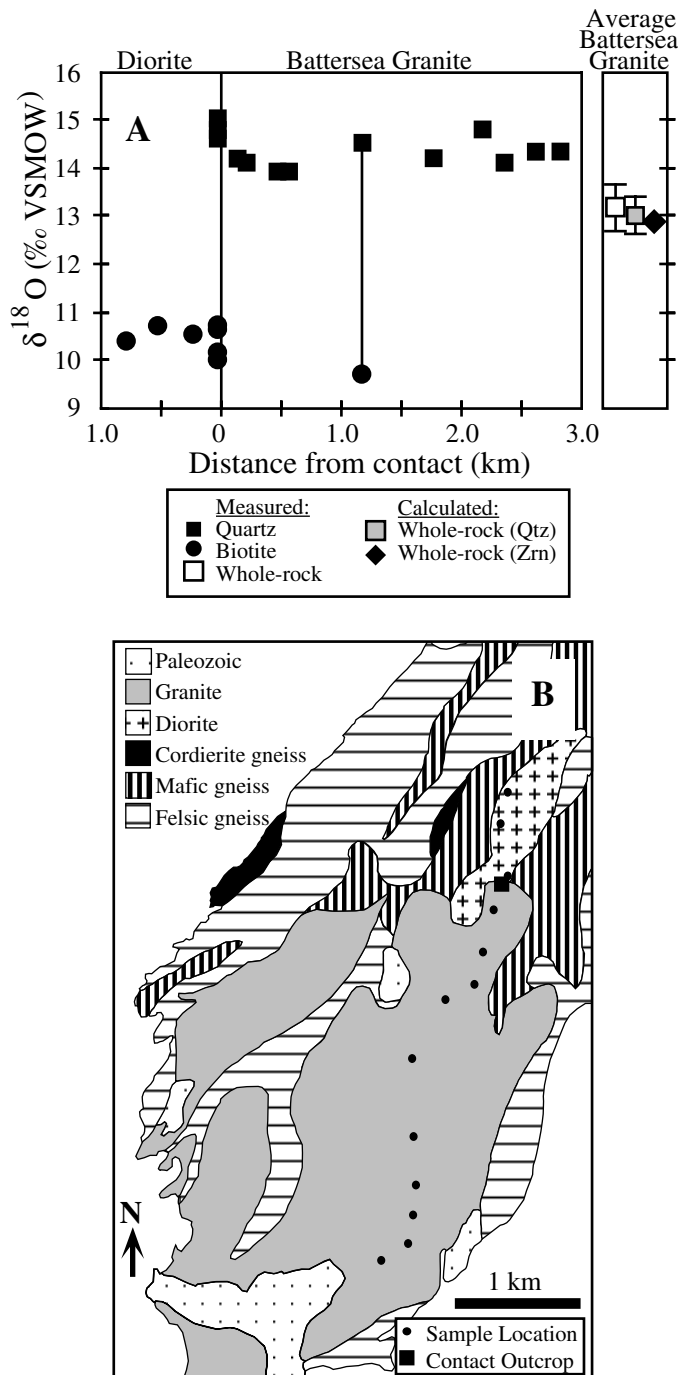 Average
Battersea
Granite
Diorite
Battersea Granite
16
15
14
13
12
11
10
9
A
δ18 O (‰ VSMOW)
1.0
0
1.0
2.0
3.0
Distance from contact (km)
Measured:
Quartz
Biotite
Whole-rock
Calculated:
Whole-rock (Qtz)
Whole-rock (Zrn)
Paleozoic
Granite
Diorite
Cordierite gneiss
Mafic gneiss
Felsic gneiss
B
N
1 km
Sample Location
Contact Outcrop